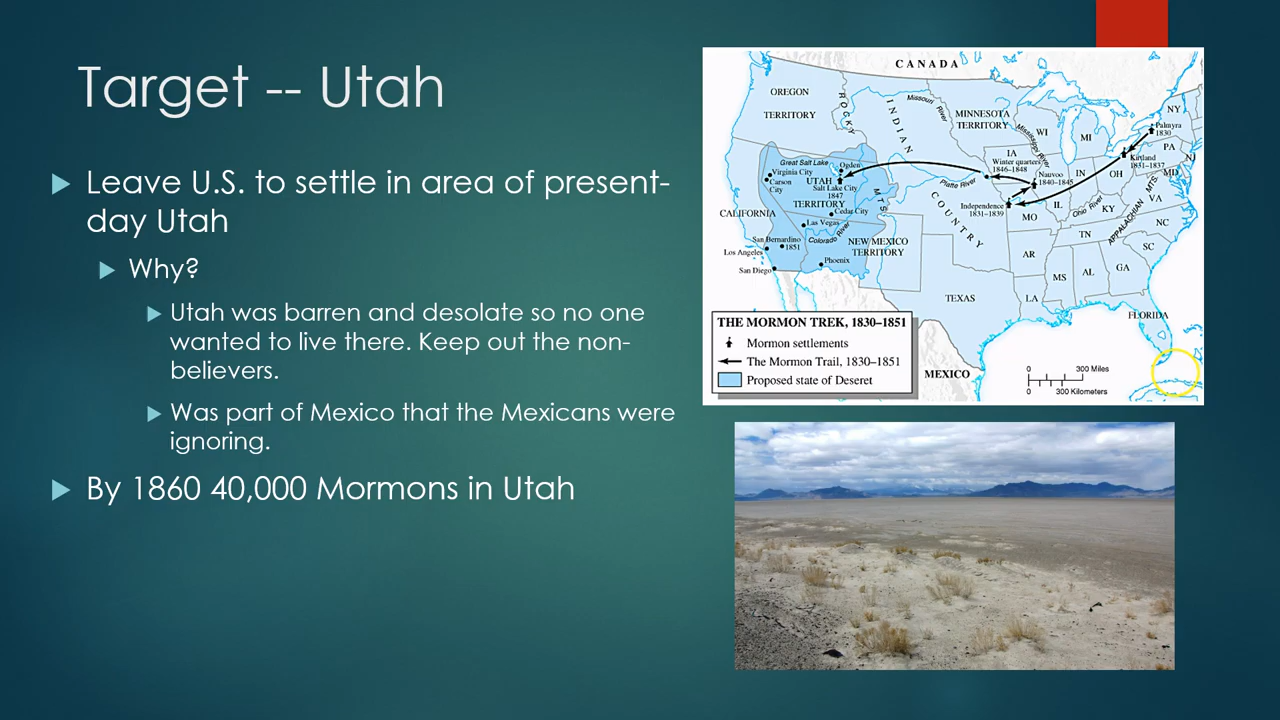 Target -- Utah
Leave U.S. to settle in area of present-
day Utah
Why?
Utah was barren and desolate so no one
wanted to live there. Keep out the non-
believers.
Was part of Mexico that the Mexicans were
ignoring.
By 1860 40,000 Mormons in Utah
CANADA
OREGON
TERRITORY
ROCKY
MTS
INDIAN
COUNTRY
Missouri River
MINNESOTA
TERRITORY
Mississippi River
WI
MI
NY
Palmyra
1830
PA
NJ
MD
Kirtland
1831–1837
OH
IN
IL
IA
Winter quarters
1846–1848
Nauvoo
1840–1845
Platte River
Independence
1831–1839
MO
Ohio River
KY
VA
APPALACHIAN MTS.
NC
TN
SC
AR
MS
AL
GA
LA
FLORIDA
TEXAS
Great Salt Lake
Ogden
Virginia City
Carson
City
UTAH
Salt Lake City
1847
TERRITORY
Cedar City
CALIFORNIA
Las Vegas
Colorado River
NEW MEXICO
TERRITORY
San Bernardino
1851
Los Angeles
San Diego
Phoenix
MEXICO
THE MORMON TREK, 1830–1851
Mormon settlements
The Mormon Trail, 1830–1851
Proposed state of Deseret
0 300 Miles
0 300 Kilometers